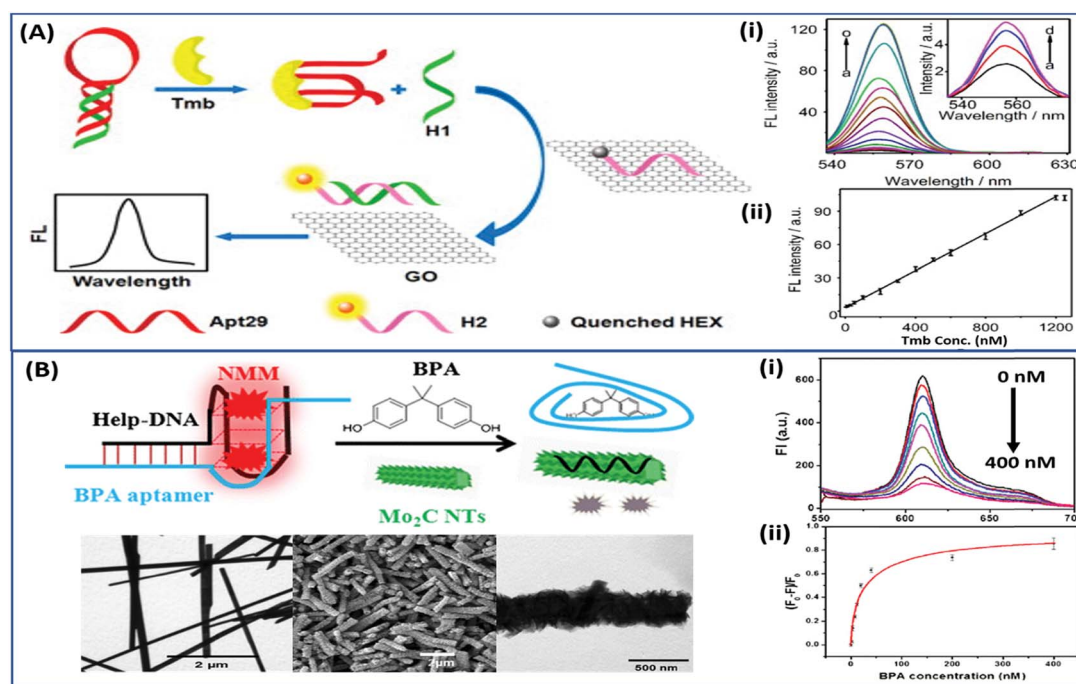 (A)
Tmb
+
H1
GO
FL
Wavelength
Apt29
H2
Quenched HEX
(i)
FL intensity / a.u.
120
80
40
o
a
540
570
600
630
Wavelength / nm
Intensity / a.u.
4
2
d
a
540
560
Wavelength / nm
(ii)
FL intensity / a.u.
90
60
30
0
0
400
800
1200
Tmb Conc. (nM)
(B)
NMM
Help-DNA
BPA aptamer
BPA
HO
OH
Mo₂C NTs
2 µm
2µm
500 nm
(i)
FI (a.u.)
600
400
200
0
0 nM
400 nM
550
600
650
70
(ii)
(F₀-F)/F₀
1.0
0.8
0.6
0.4
0.2
0.0
0
100
200
300
400
BPA concentration (nM)